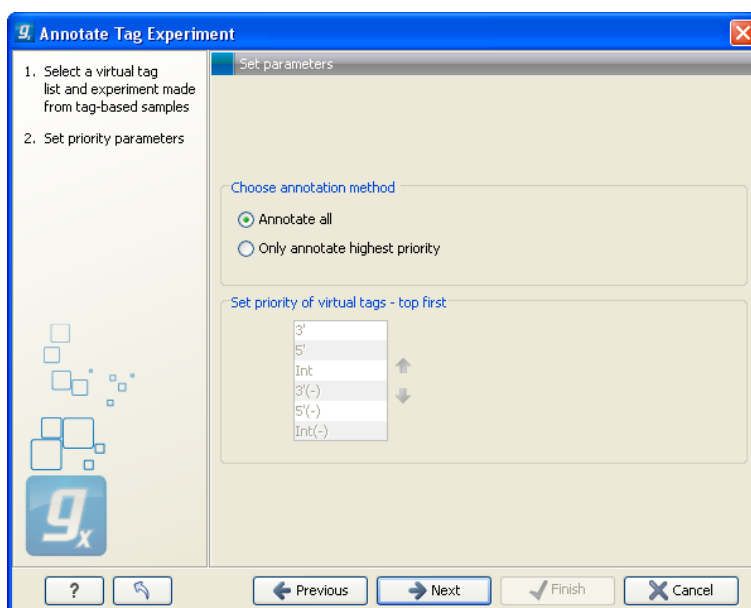 gx Annotate Tag Experiment
1. Select a virtual tag
list and experiment made
from tag-based samples
2. Set priority parameters
Set parameters
Choose annotation method
Annotate all
Only annotate highest priority
Set priority of virtual tags - top first
3'
5'
Int
3'(-)
5'(-)
Int(-)
gx
?
Previous
Next
Finish
Cancel